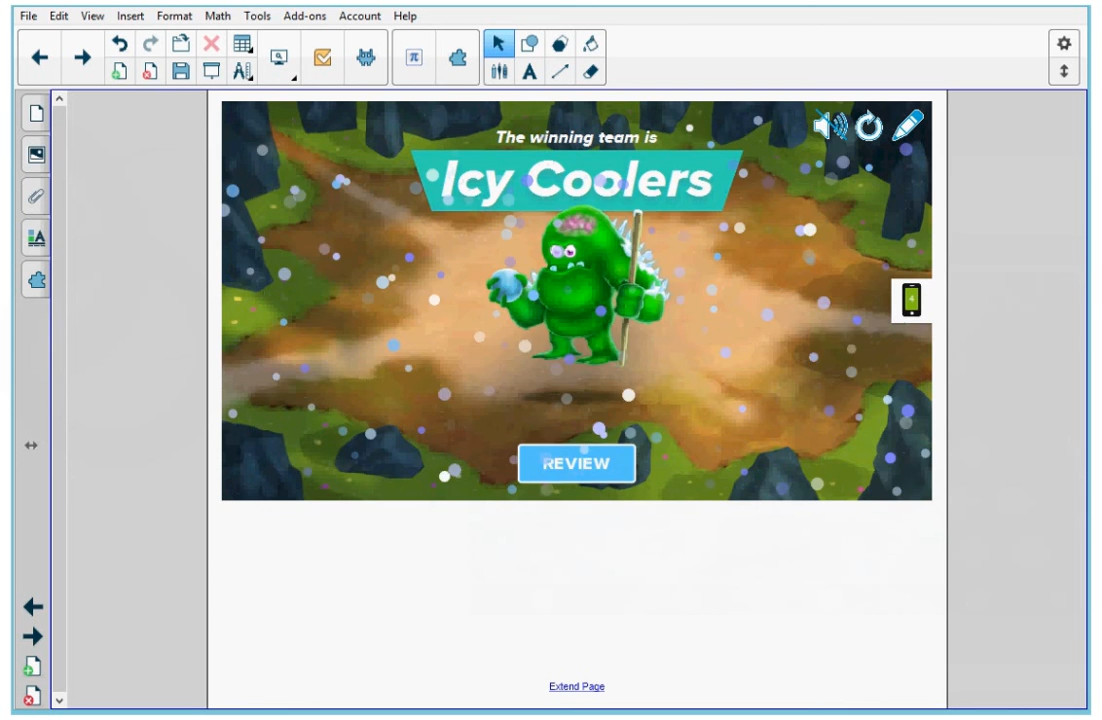 File Edit View Insert Format Math Tools Add-ons Account Help
π
A
A
A
The winning team is
Icy Coolers
4
REVIEW
Extend Page